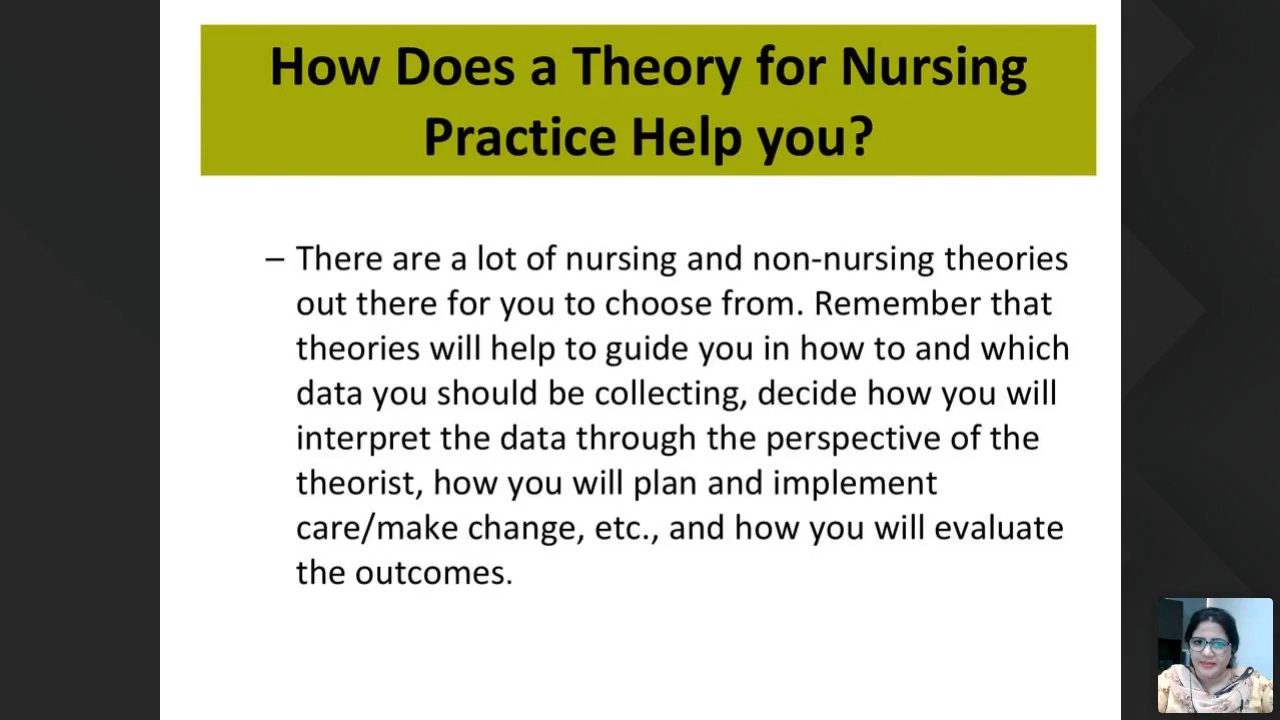 How Does a Theory for Nursing
Practice Help you?
– There are a lot of nursing and non-nursing theories
out there for you to choose from. Remember that
theories will help to guide you in how to and which
data you should be collecting, decide how you will
interpret the data through the perspective of the
theorist, how you will plan and implement
care/make change, etc., and how you will evaluate
the outcomes.